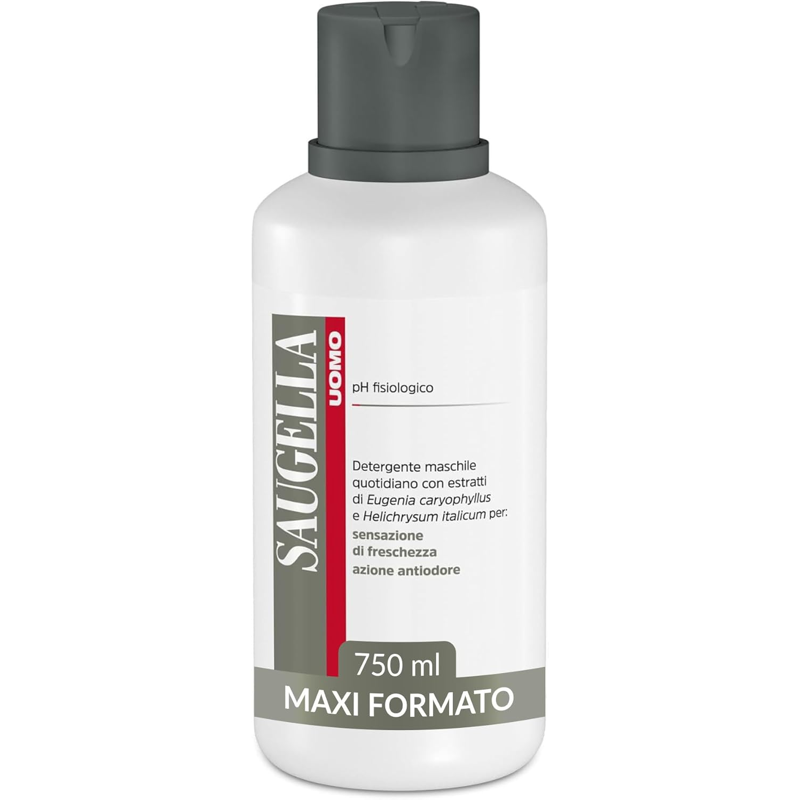 SAUGELLA
UOMO
pH fisiologico
Detergente maschile
quotidiano con estratti
di Eugenia caryophyllus
e Helichrysum italicum per:
sensazione
di freschezza
azione antiodore
750 ml
MAXI FORMATO